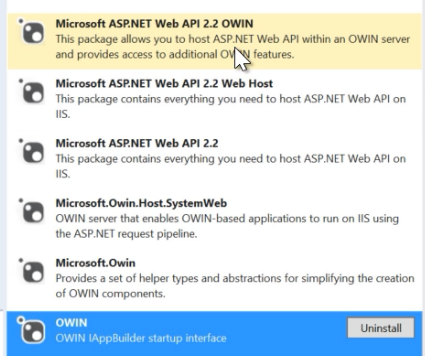 Microsoft ASP.NET Web API 2.2 OWIN
This package allows you to host ASP.NET Web API within an OWIN server
and provides access to additional OWIN features.
Microsoft ASP.NET Web API 2.2 Web Host
This package contains everything you need to host ASP.NET Web API on
IIS.
Microsoft ASP.NET Web API 2.2
This package contains everything you need to host ASP.NET Web API on
IIS.
Microsoft.Owin.Host.SystemWeb
OWIN server that enables OWIN-based applications to run on IIS using
the ASP.NET request pipeline.
Microsoft.Owin
Provides a set of helper types and abstractions for simplifying the creation
of OWIN components.
OWIN
Uninstall
OWIN IAppBuilder startup interface